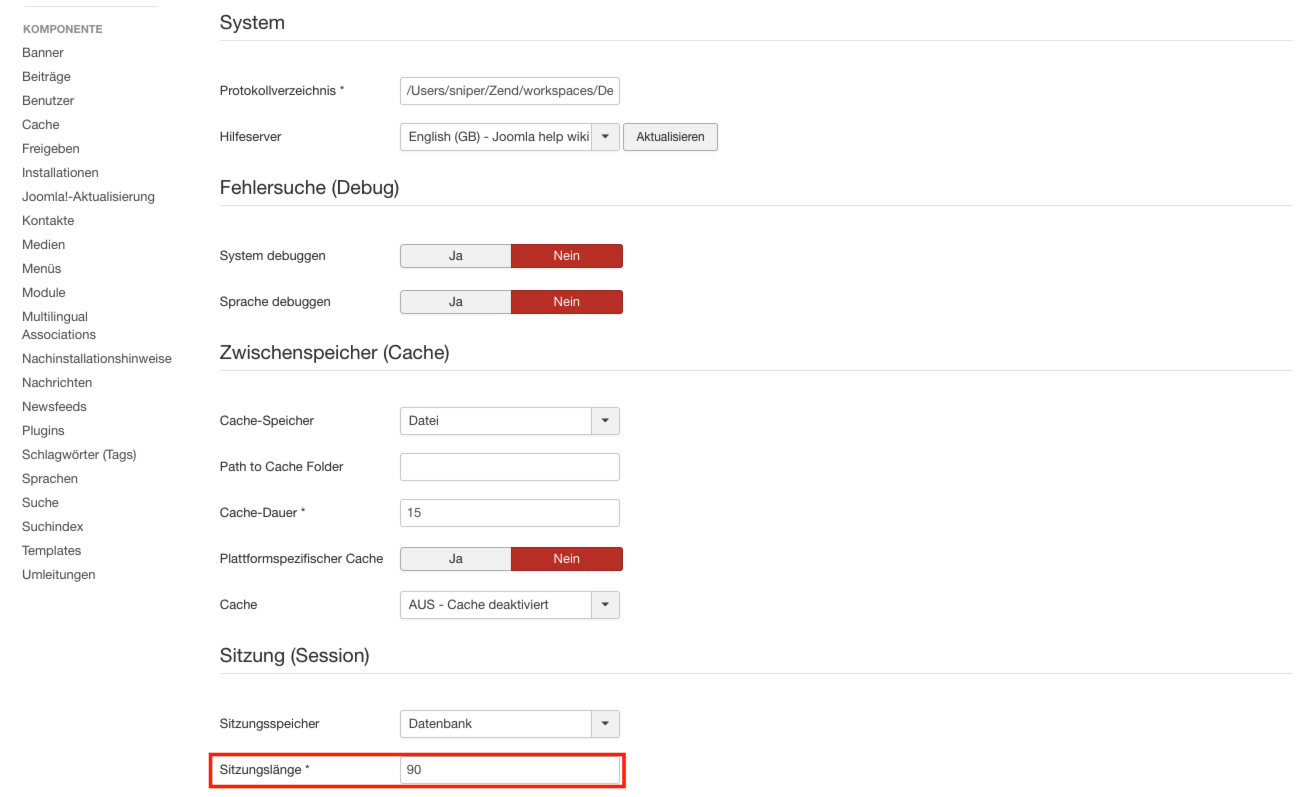 KOMPONENTE
Banner
Beiträge
Benutzer
Cache
Freigeben
Installationen
Joomla!-Aktualisierung
Kontakte
Medien
Menüs
Module
Multilingual
Associations
Nachinstallationshinweise
Nachrichten
Newsfeeds
Plugins
Schlagwörter (Tags)
Sprachen
Suche
Suchindex
Templates
Umleitungen
System
Protokollverzeichnis * /Users/sniper/Zend/workspaces/De
Hilfeserver English (GB) - Joomla help wiki Aktualisieren
Fehlersuche (Debug)
System debuggen Ja Nein
Sprache debuggen Ja Nein
Zwischenspeicher (Cache)
Cache-Speicher Datei
Path to Cache Folder
Cache-Dauer * 15
Plattformspezifischer Cache Ja Nein
Cache AUS - Cache deaktiviert
Sitzung (Session)
Sitzungsspeicher Datenbank
Sitzungslänge * 90